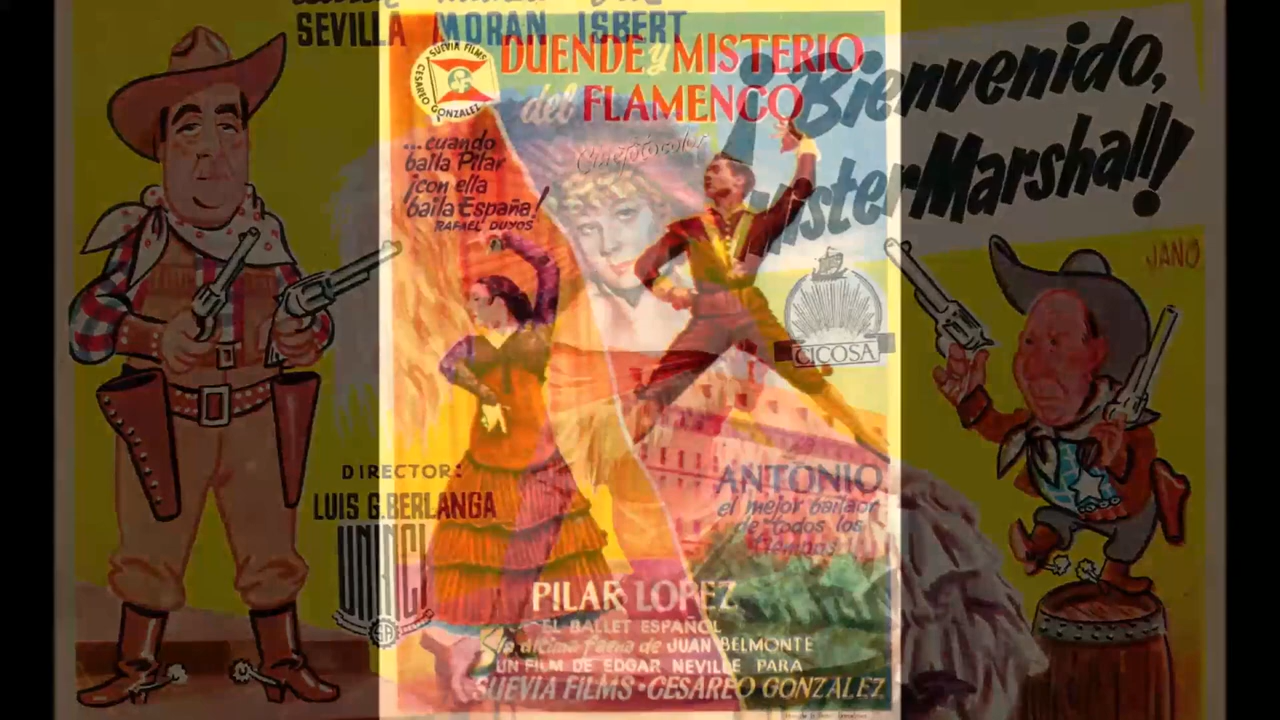 SEVILLA MORAN ISBERT
SUEVIA FILMS
CESAREO GONZALEZ
DUENDE y MISTERIO
del FLAMENCO
Cinefotocolor
...cuando
baila Pilar
¡con ella
baila España!
RAFAEL DUYOS
Bienvenido,
Mister Marshall!
JANO
CICOSA
DIRECTOR:
LUIS G. BERLANGA
UNINCI
SA
ANTONIO
el mejor bailaor
de todos los
tiempos
PILAR LOPEZ
EL BALLET ESPAÑOL
y la última faena de JUAN BELMONTE
UN FILM DE EDGAR NEVILLE PARA
SUEVIA FILMS - CESAREO GONZALEZ